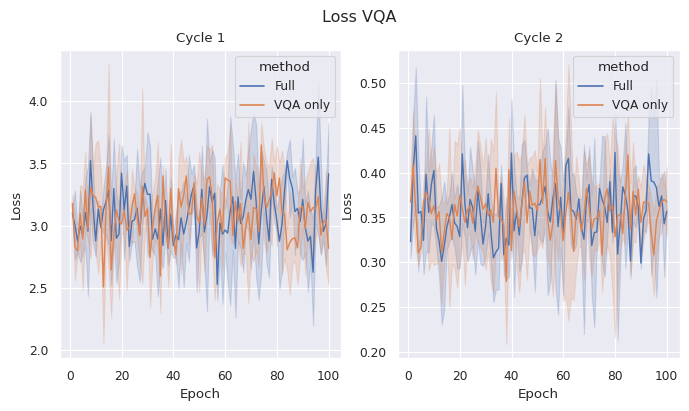 Loss VQA
Cycle 1
Cycle 2
method
Full
VQA only
method
Full
VQA only
Loss
4.0
3.5
3.0
2.5
2.0
0 20 40 60 80 100
Epoch
Loss
0.50
0.45
0.40
0.35
0.30
0.25
0.20
0 20 40 60 80 100
Epoch